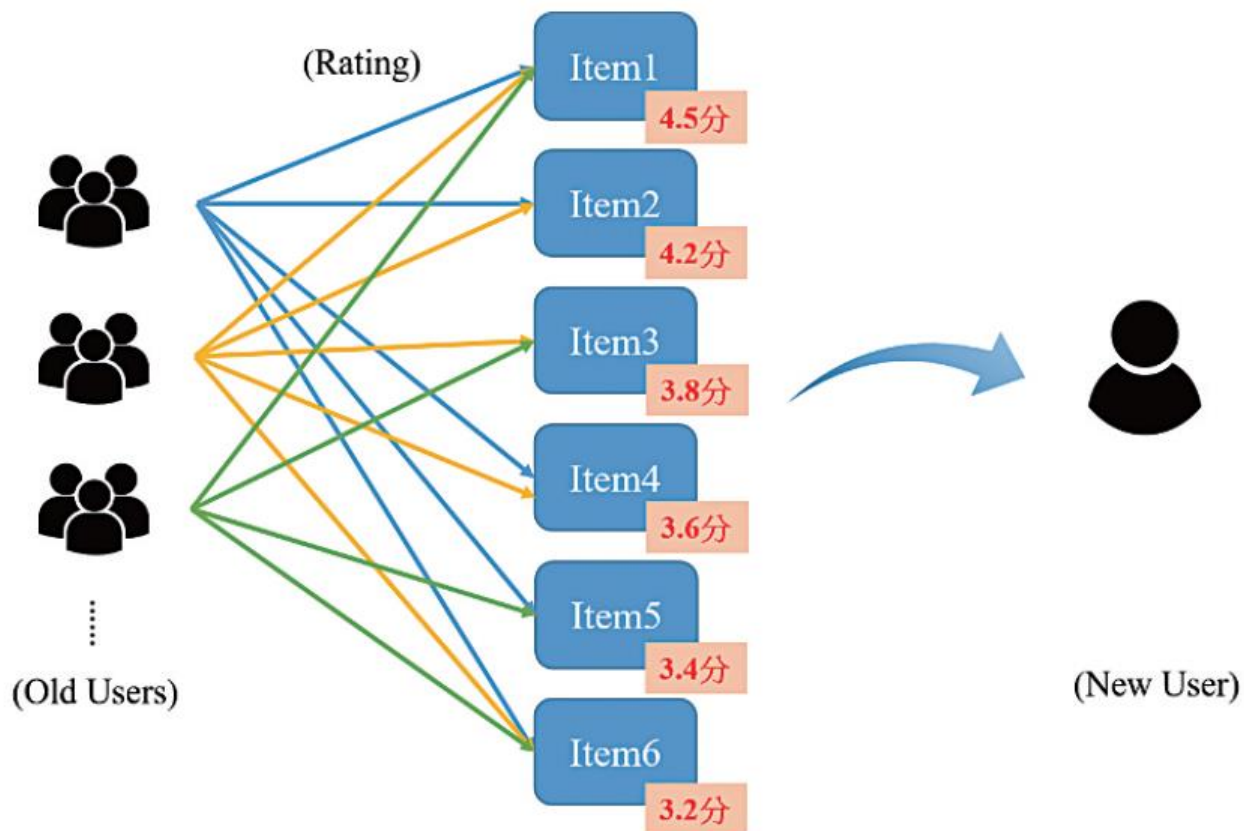 (Rating)
Item1
4.5分
Item2
4.2分
Item3
3.8分
Item4
3.6分
Item5
3.4分
Item6
3.2分
(Old Users)
(New User)